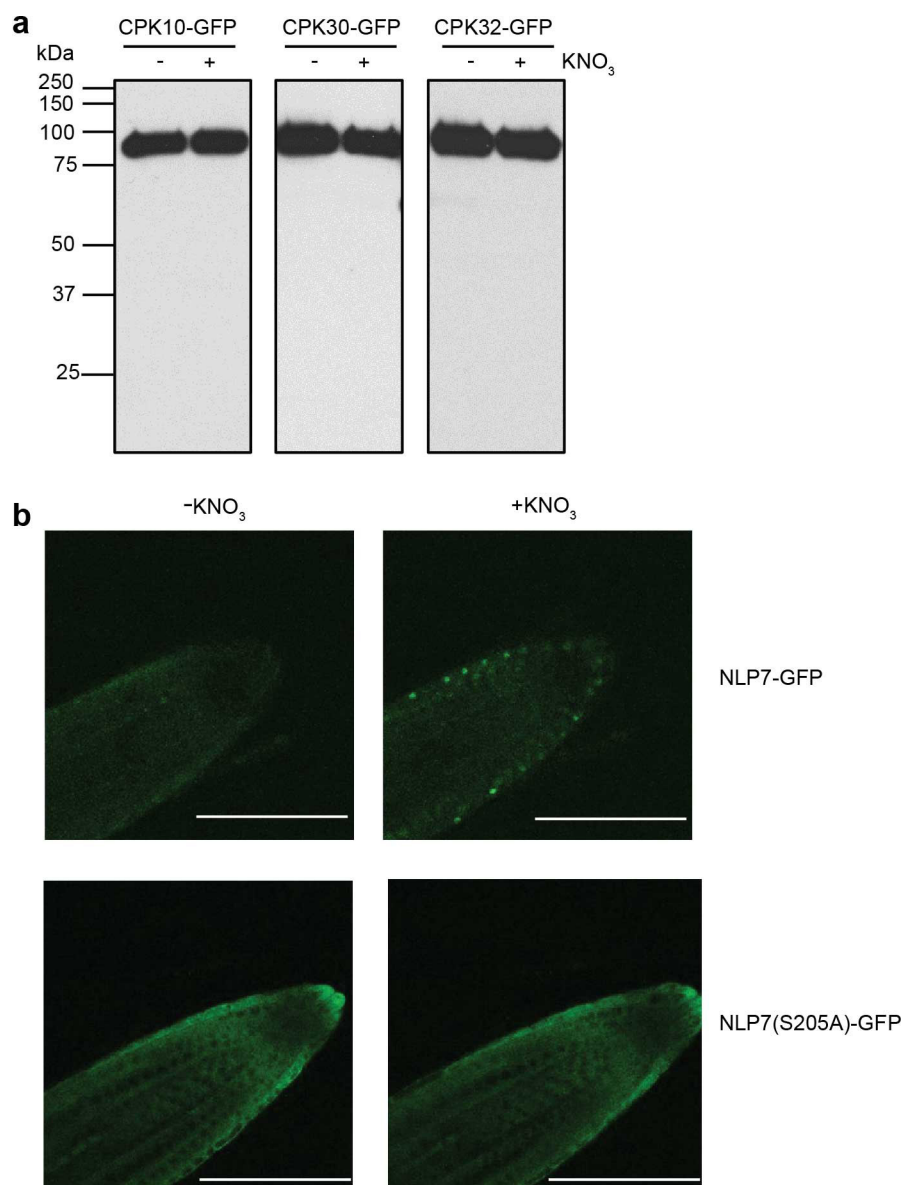 a
CPK10-GFP CPK30-GFP CPK32-GFP
kDa - + - + - + KNO3
250
150
100
75
50
37
25
b
-KNO3 +KNO3
NLP7-GFP
NLP7(S205A)-GFP